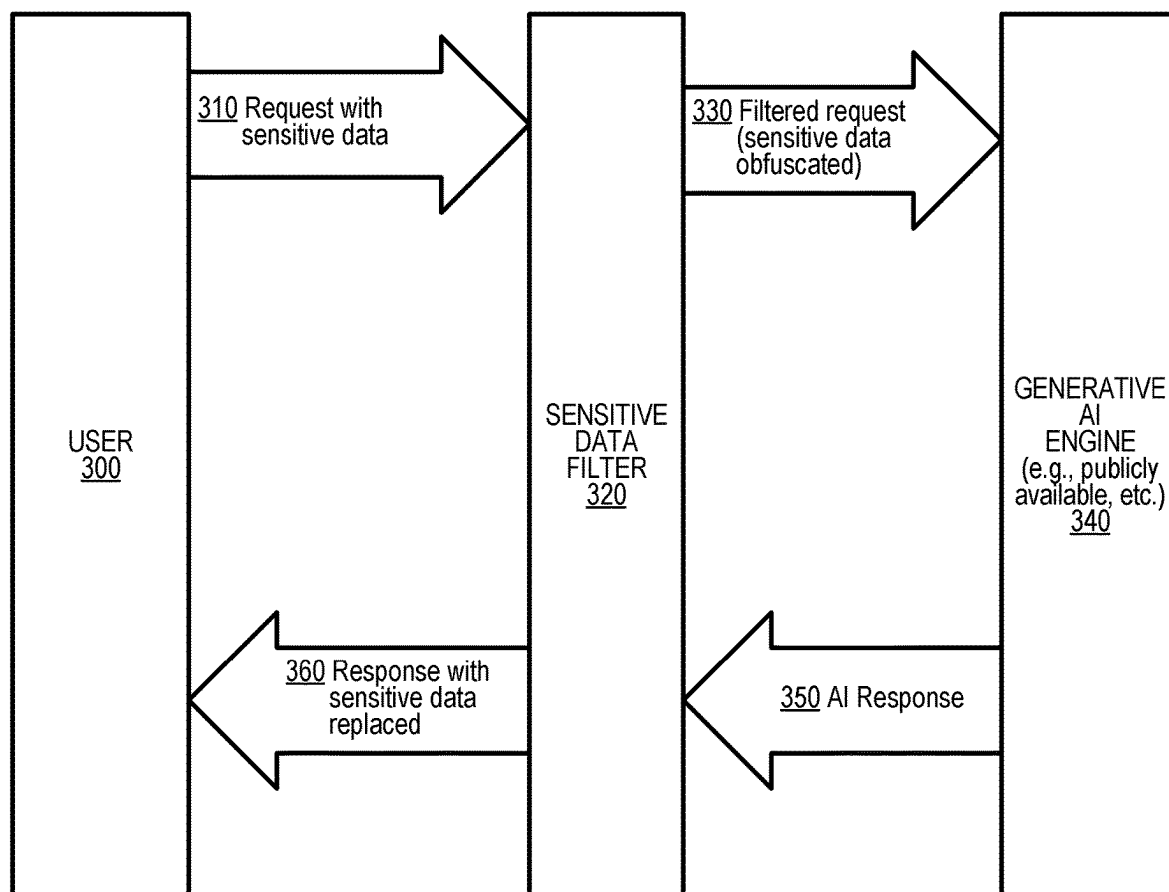 310 Request with
sensitive data
330 Filtered request
(sensitive data
obfuscated)
USER
300
SENSITIVE
DATA
FILTER
320
GENERATIVE
AI
ENGINE
(e.g., publicly
available, etc.)
340
360 Response with
sensitive data
replaced
350 AI Response